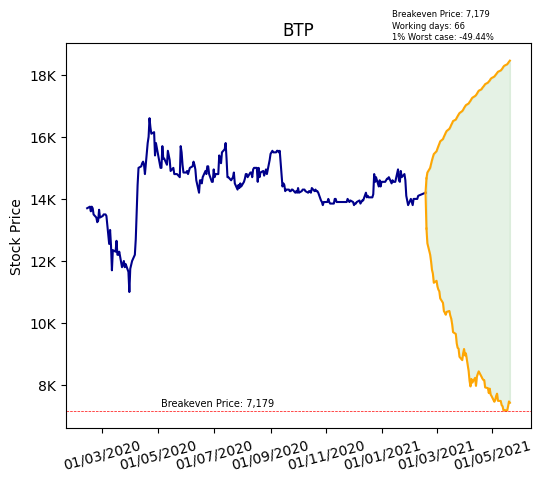 Breakeven Price: 7,179
Working days: 66
1% Worst case: -49.44%
BTP
Stock Price
18K
16K
14K
12K
10K
8K
Breakeven Price: 7,179
01/03/2020
01/05/2020
01/07/2020
01/09/2020
01/11/2020
01/01/2021
01/03/2021
01/05/2021